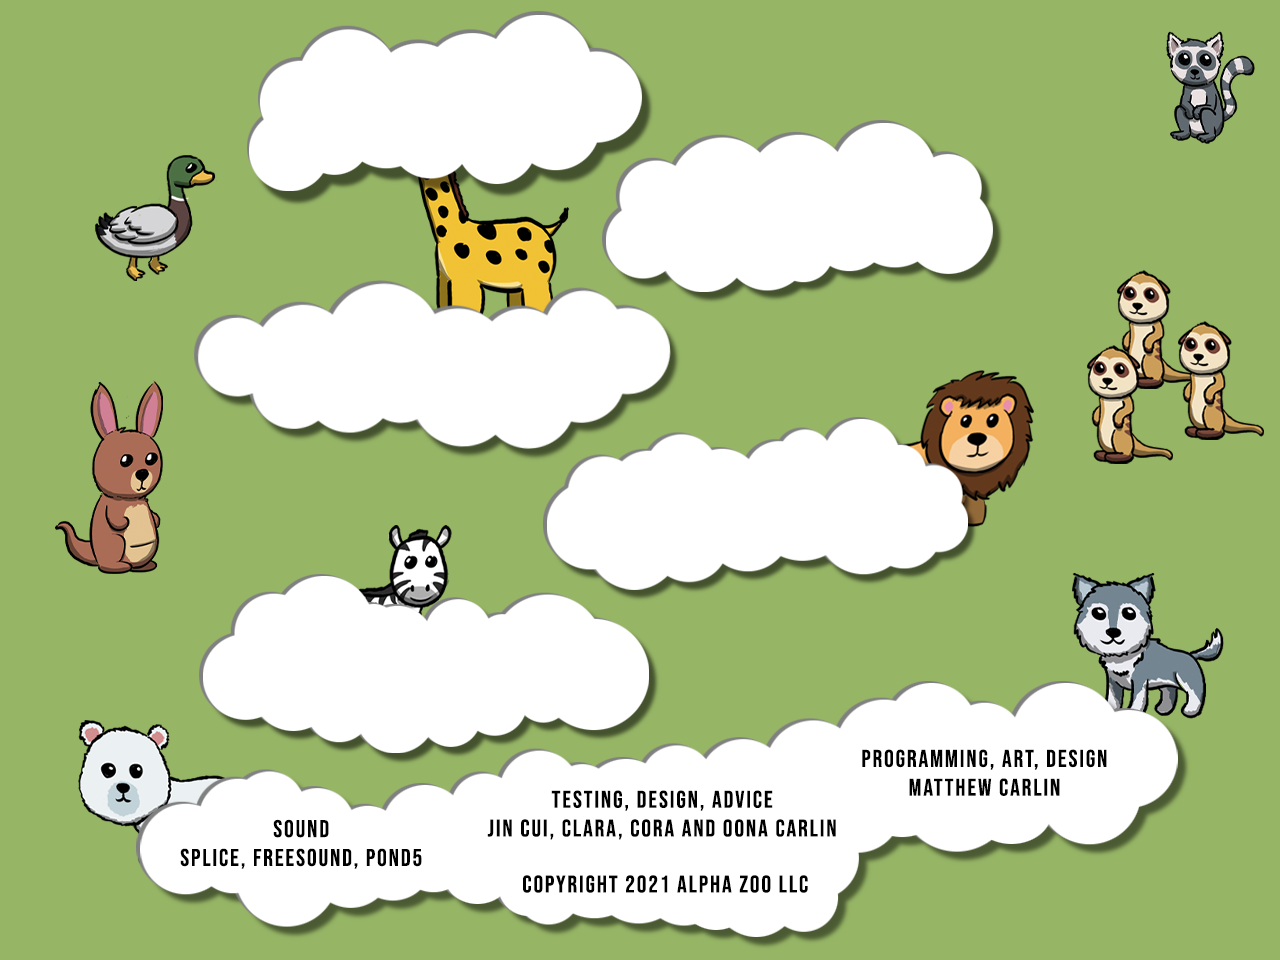 PROGRAMMING, ART, DESIGN
MATTHEW CARLIN
TESTING, DESIGN, ADVICE
JIN CUI, CLARA, CORA AND OONA CARLIN
SOUND
SPLICE, FREESOUND, POND5
COPYRIGHT 2021 ALPHA ZOO LLC